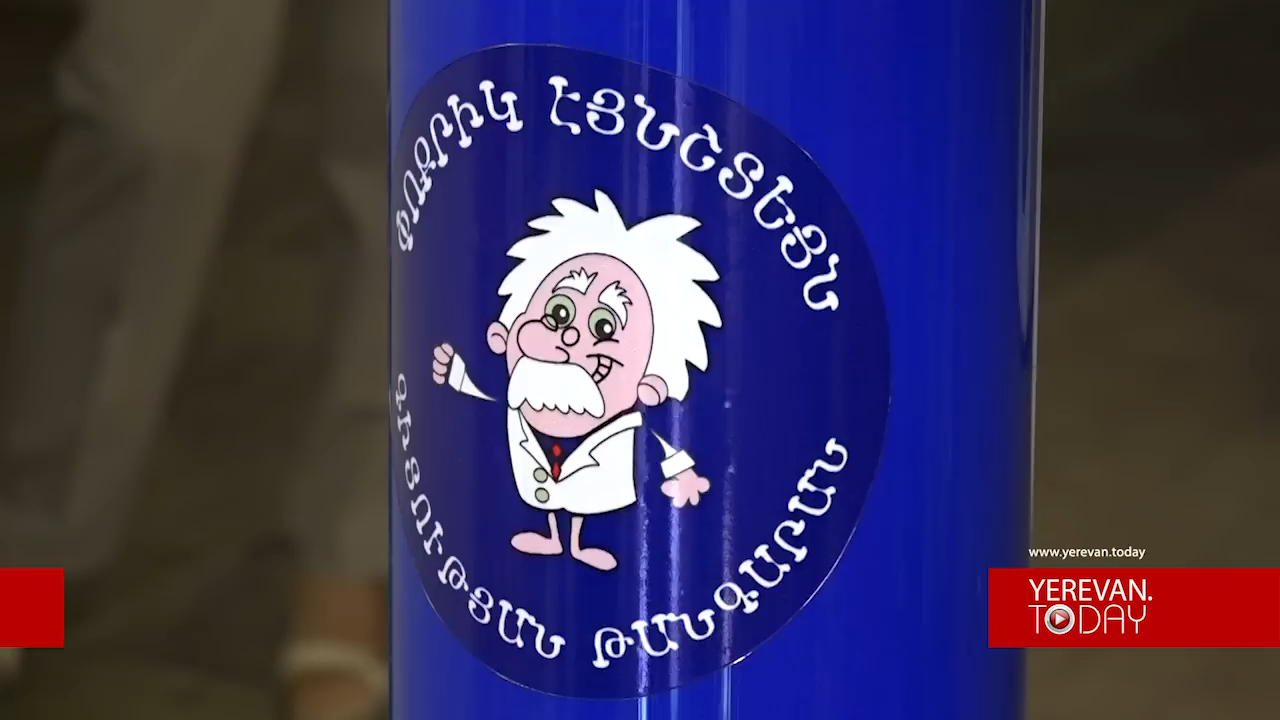 ՓՈՔՐԻԿ ԷՅՆՇՏԵՅՆ
ԳԻՏՈՒԹՅԱՆ ԹԱՆԳԱՐԱՆ
www.yerevan.today
YEREVAN.
TODAY